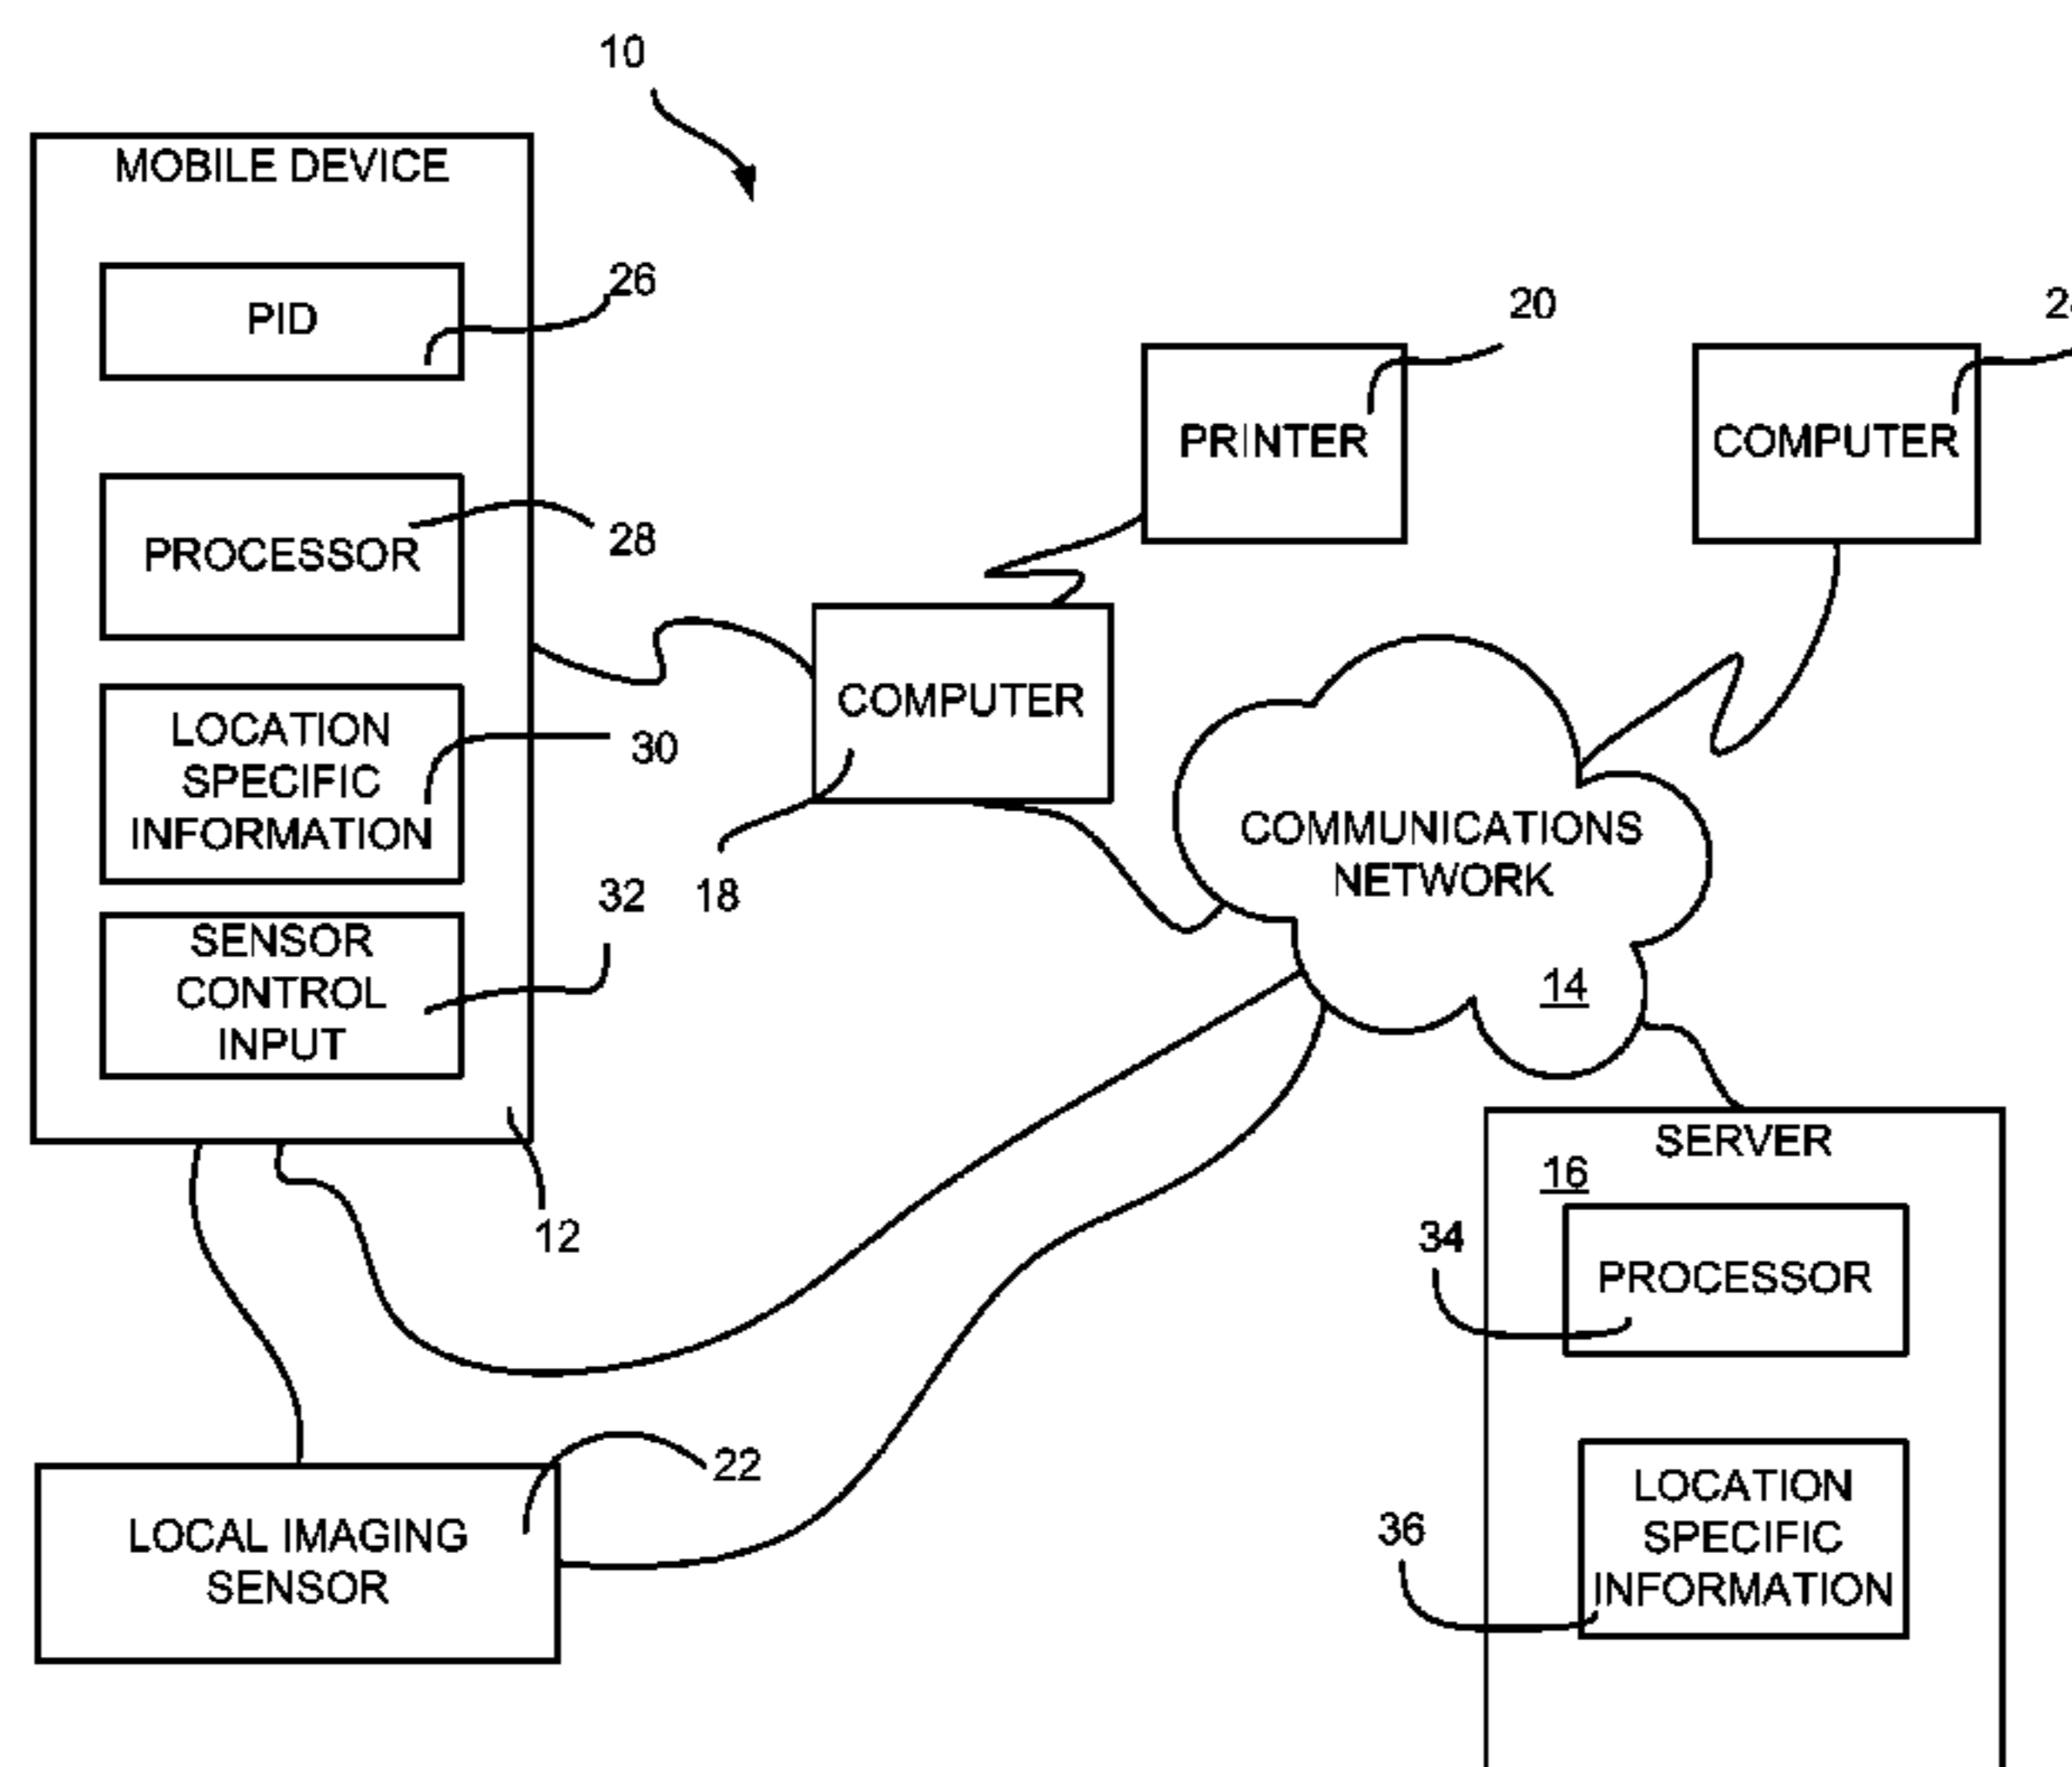 10
MOBILE DEVICE
PID
26
PROCESSOR
28
LOCATION
SPECIFIC
INFORMATION
30
SENSOR
CONTROL
INPUT
32
12
COMPUTER
18
PRINTER
20
COMPUTER
COMMUNICATIONS
NETWORK
14
SERVER
16
PROCESSOR
34
LOCATION
SPECIFIC
INFORMATION
36
LOCAL IMAGING
SENSOR
22